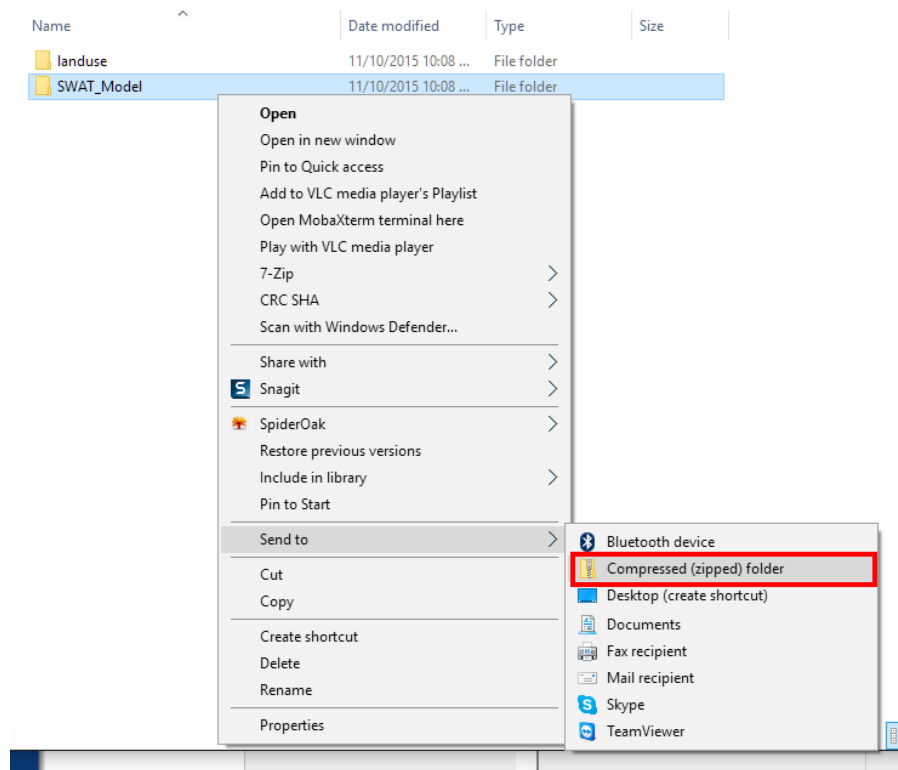 Name Date modified Type Size
landuse 11/10/2015 10:08 ... File folder
SWAT_Model 11/10/2015 10:08 ... File folder
Open
Open in new window
Pin to Quick access
Add to VLC media player's Playlist
Open MobaXterm terminal here
Play with VLC media player
7-Zip
CRC SHA
Scan with Windows Defender...
Share with
S Snagit
SpiderOak
Restore previous versions
Include in library
Pin to Start
Send to
Cut
Copy
Create shortcut
Delete
Rename
Properties
Bluetooth device
Compressed (zipped) folder
Desktop (create shortcut)
Documents
Fax recipient
Mail recipient
S Skype
TeamViewer